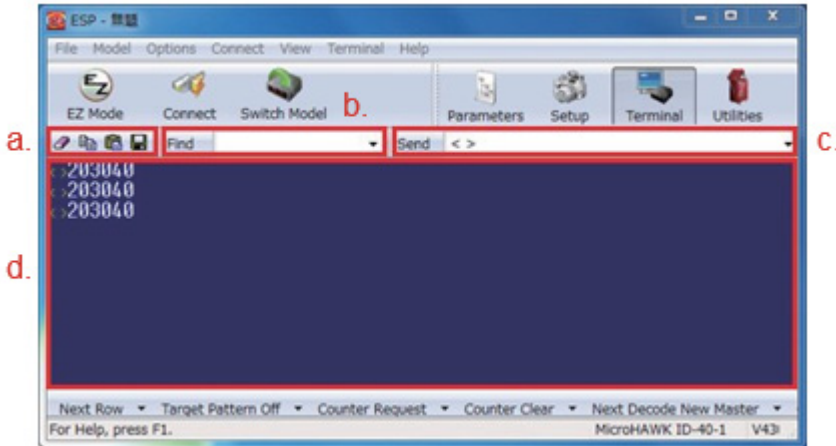 ESP - 無題
File Model Options Connect View Terminal Help
EZ Mode Connect Switch Model Parameters Setup Terminal Utilities
b.
a. Find Send < > c.
< >203040
< >203040
< >203040
d.
Next Row Target Pattern Off Counter Request Counter Clear Next Decode New Master
For Help, press F1. MicroHAWK ID-40-1 V43